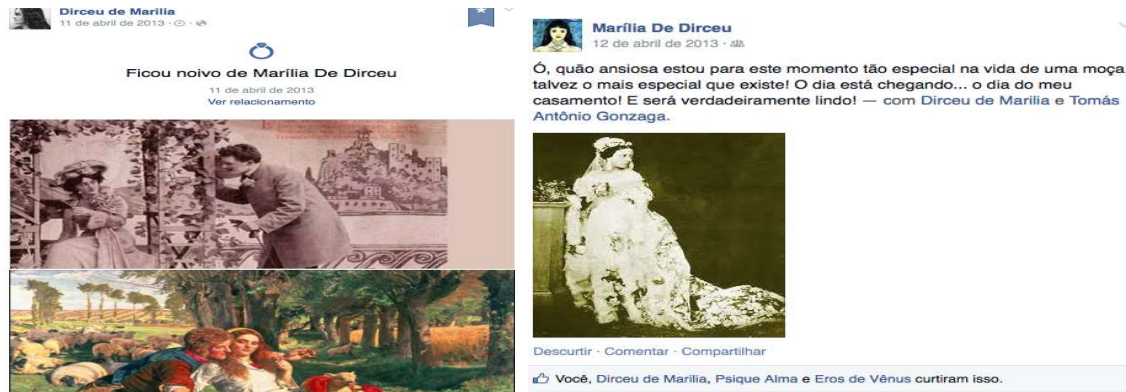 Dirceu de Marilia
11 de abril de 2013
Ficou noivo de Marília De Dirceu
11 de abril de 2013
Ver relacionamento
Marília De Dirceu
12 de abril de 2013
Ó, quão ansiosa estou para este momento tão especial na vida de uma moça,
talvez o mais especial que existe! O dia está chegando... o dia do meu
casamento! E será verdadeiramente lindo! — com Dirceu de Marilia e Tomás
Antônio Gonzaga.
Descurtir · Comentar · Compartilhar
Você, Dirceu de Marilia, Psique Alma e Eros de Vênus curtiram isso.